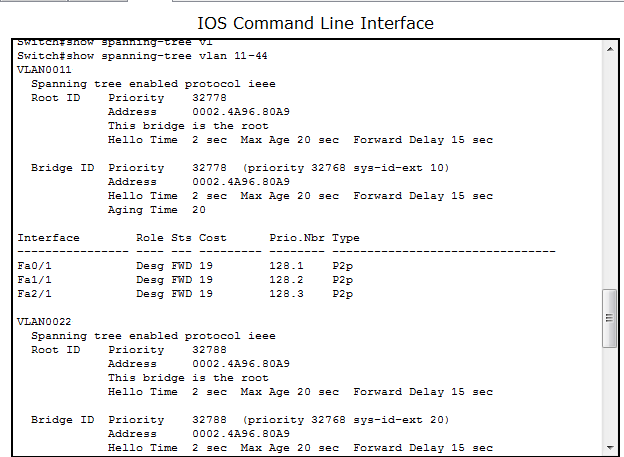 IOS Command Line Interface
Switch#show spanning-tree vl
Switch#show spanning-tree vlan 11-44
VLAN0011
  Spanning tree enabled protocol ieee
  Root ID    Priority    32778
             Address     0002.4A96.80A9
             This bridge is the root
             Hello Time  2 sec  Max Age 20 sec  Forward Delay 15 sec

  Bridge ID  Priority    32778  (priority 32768 sys-id-ext 10)
             Address     0002.4A96.80A9
             Hello Time  2 sec  Max Age 20 sec  Forward Delay 15 sec
             Aging Time  20

Interface        Role Sts Cost      Prio.Nbr Type
---------------- ---- --- --------- -------- --------------------------------
Fa0/1            Desg FWD 19        128.1    P2p
Fa1/1            Desg FWD 19        128.2    P2p
Fa2/1            Desg FWD 19        128.3    P2p

VLAN0022
  Spanning tree enabled protocol ieee
  Root ID    Priority    32788
             Address     0002.4A96.80A9
             This bridge is the root
             Hello Time  2 sec  Max Age 20 sec  Forward Delay 15 sec

  Bridge ID  Priority    32788  (priority 32768 sys-id-ext 20)
             Address     0002.4A96.80A9
             Hello Time  2 sec  Max Age 20 sec  Forward Delay 15 sec